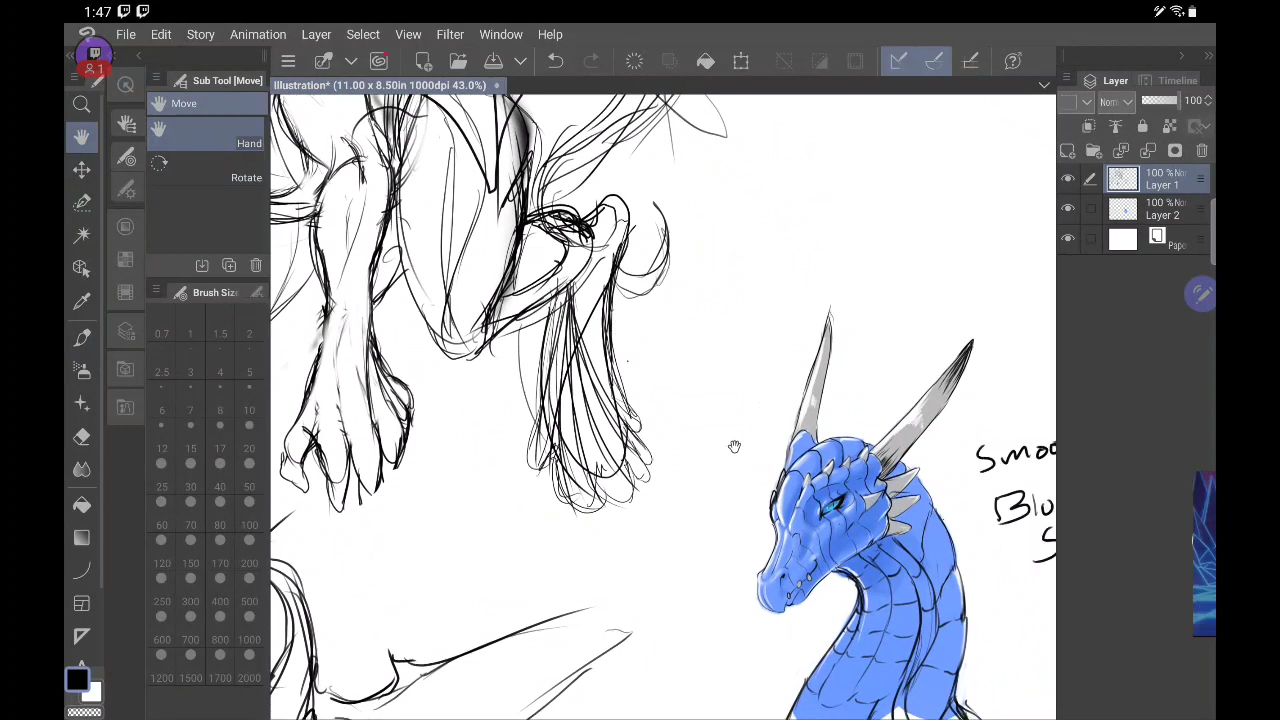 1:47
File Edit Story Animation Layer Select View Filter Window Help
1
Sub Tool [Move]
Illustration* (11.00 x 8.50in 1000dpi 43.0%)
Layer
Timeline
Move
Norm
100
Hand
Rotate
100 % No
Layer 1
100 % No
Layer 2
Pape
Brush Size
0.7 1 1.5 2
2.5 3 4 5
6 7 8 10
12 15 17 20
25 30 40 50
60 70 80 100
120 150 170 200
250 300 400 500
600 700 800 1000
1200 1500 1700 2000
Smoo
Blu
S